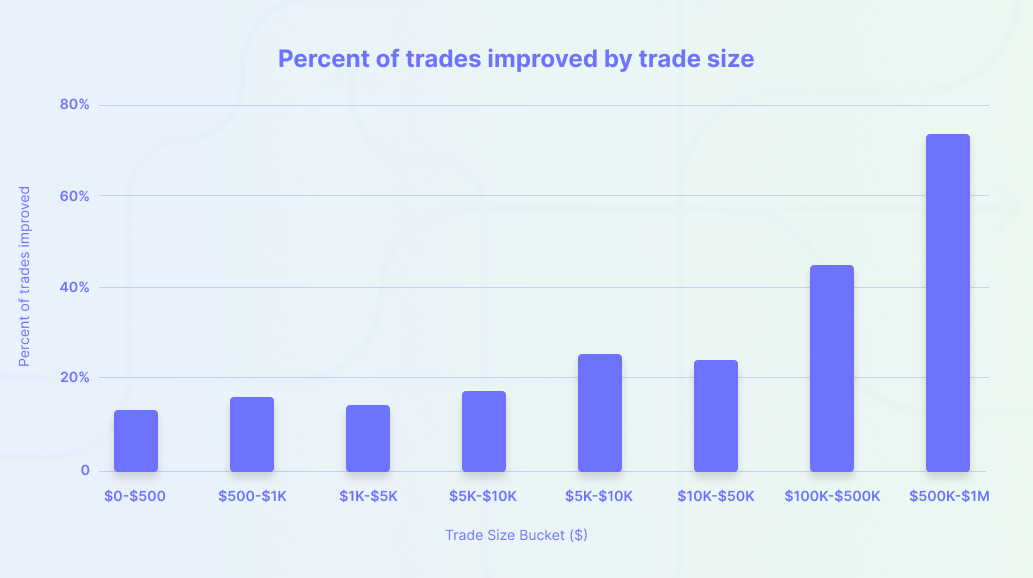 Percent of trades improved by trade size
Percent of trades improved
80%
60%
40%
20%
0
$0-$500
$500-$1K
$1K-$5K
$5K-$10K
$5K-$10K
$10K-$50K
$100K-$500K
$500K-$1M
Trade Size Bucket ($)